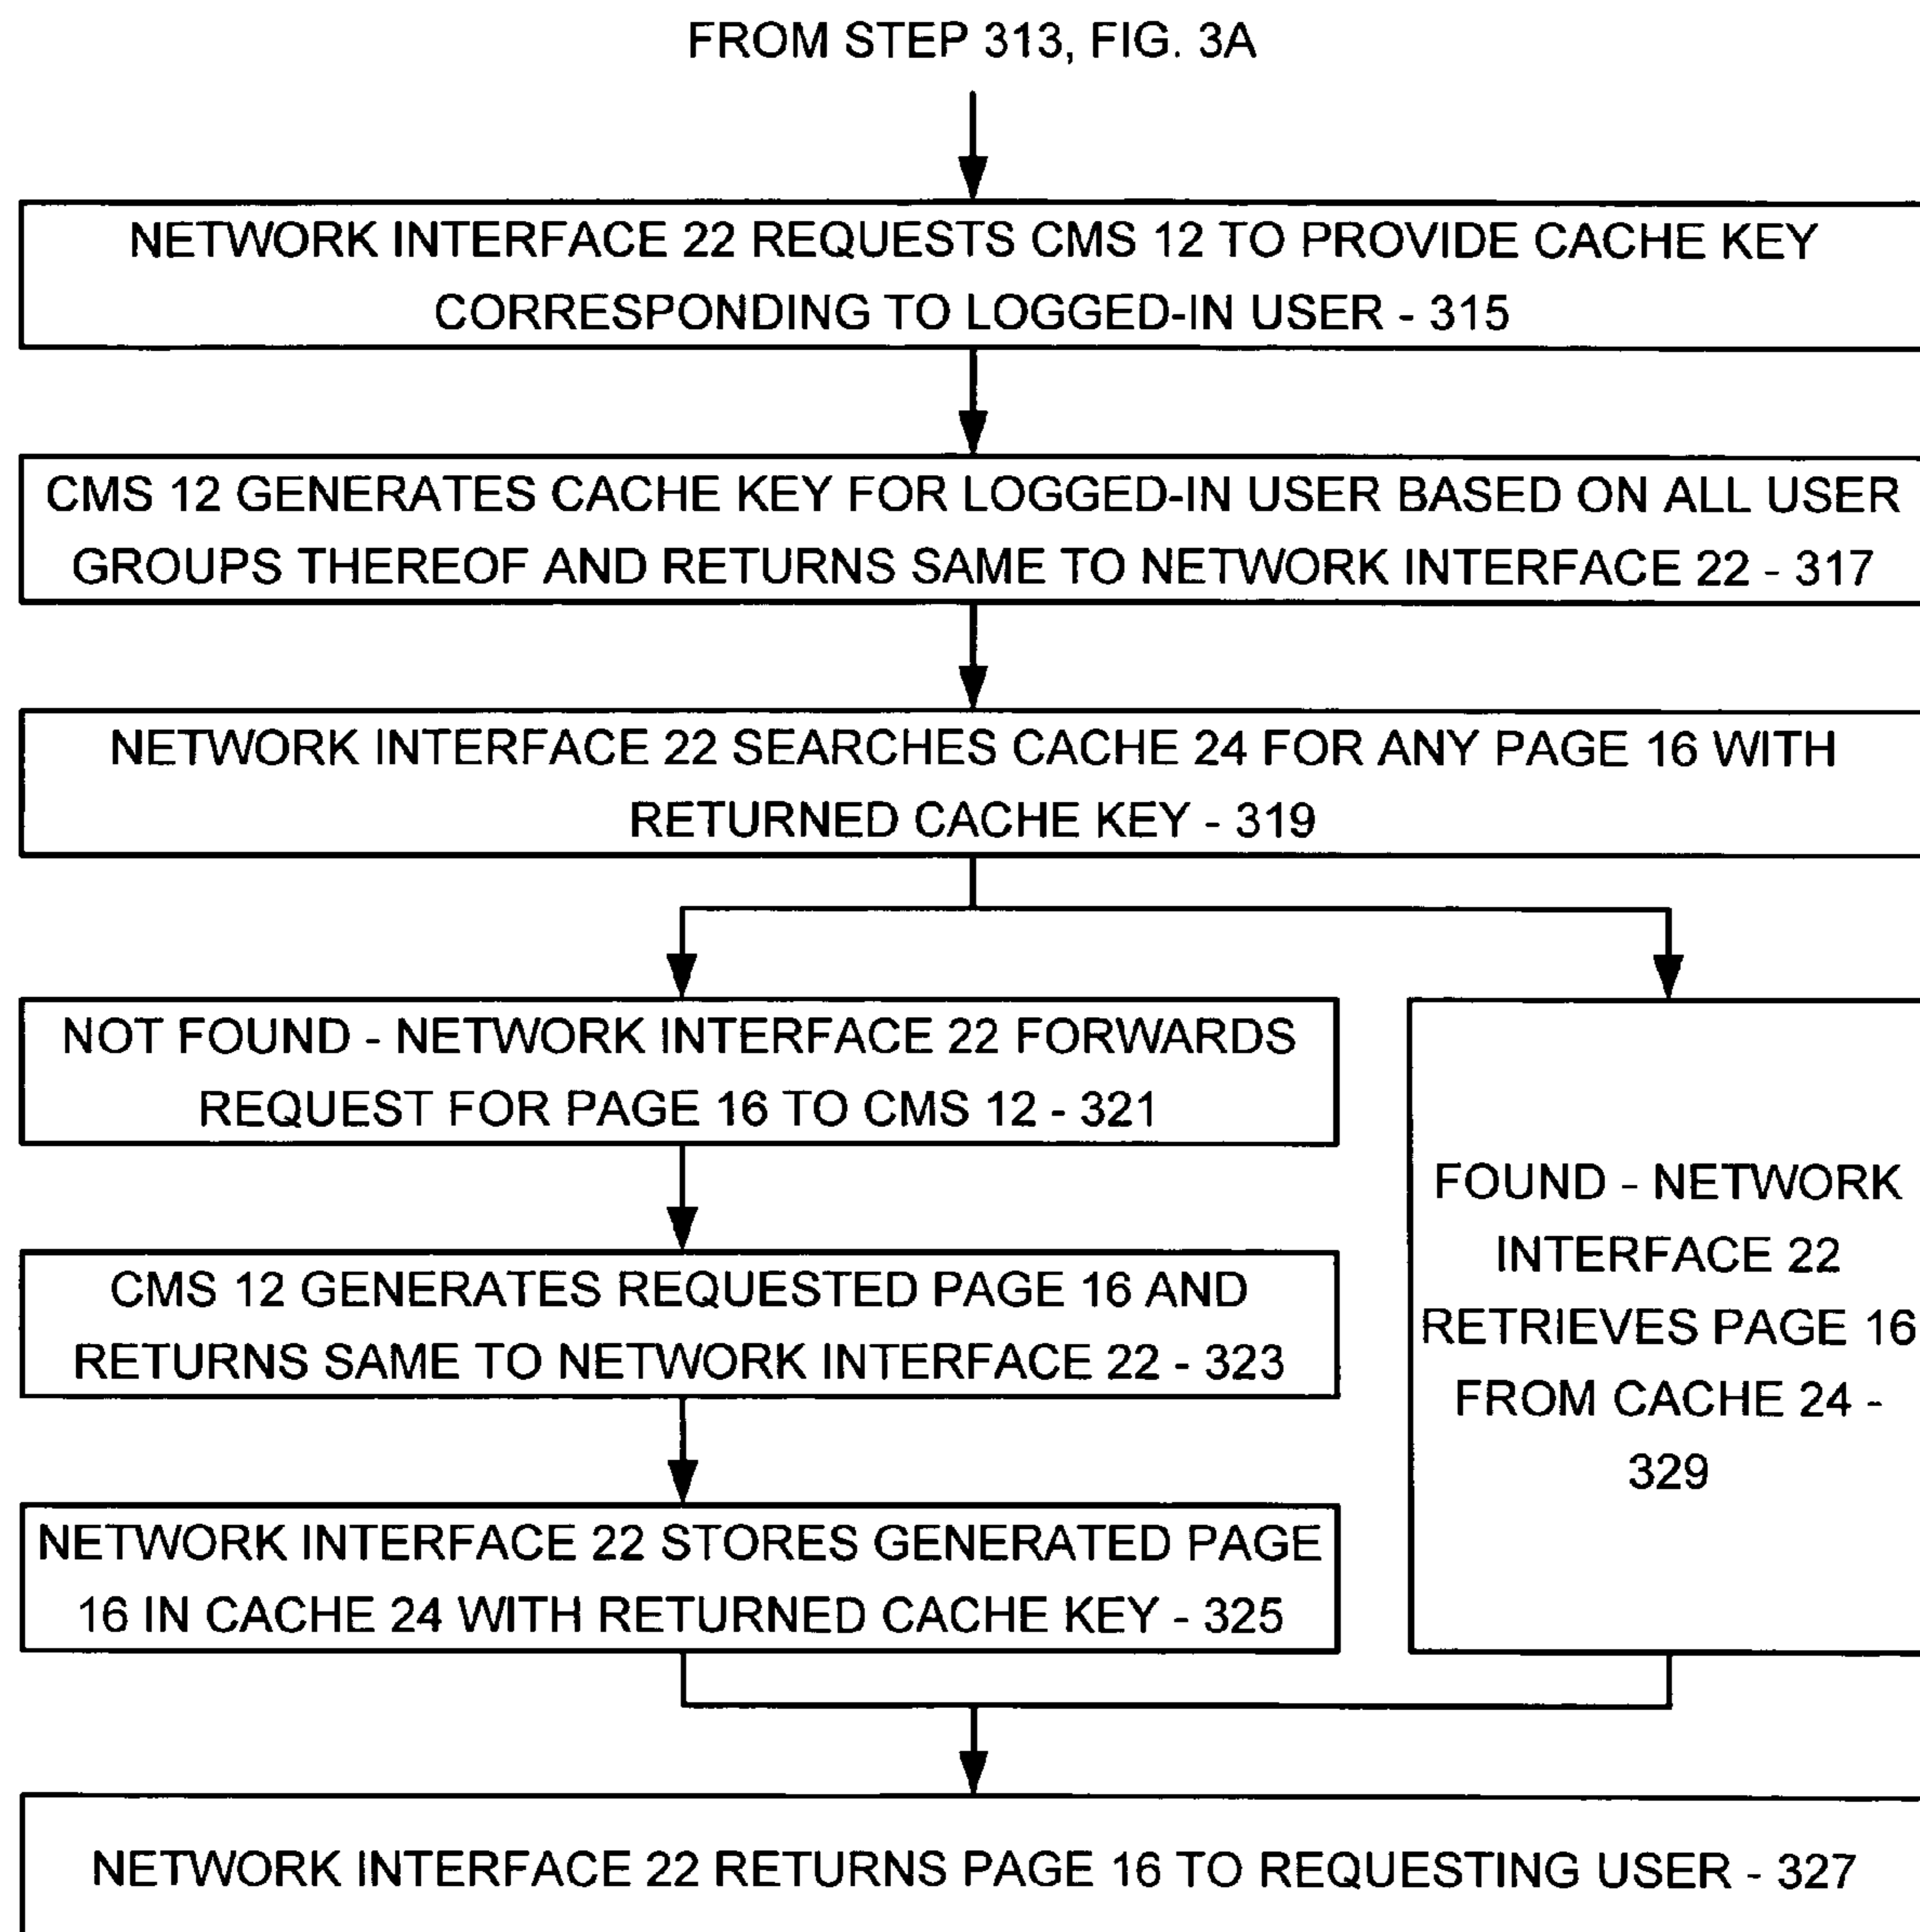 FROM STEP 313, FIG. 3A
NETWORK INTERFACE 22 REQUESTS CMS 12 TO PROVIDE CACHE KEY
CORRESPONDING TO LOGGED-IN USER - 315
CMS 12 GENERATES CACHE KEY FOR LOGGED-IN USER BASED ON ALL USER
GROUPS THEREOF AND RETURNS SAME TO NETWORK INTERFACE 22 - 317
NETWORK INTERFACE 22 SEARCHES CACHE 24 FOR ANY PAGE 16 WITH
RETURNED CACHE KEY - 319
NOT FOUND - NETWORK INTERFACE 22 FORWARDS
REQUEST FOR PAGE 16 TO CMS 12 - 321
CMS 12 GENERATES REQUESTED PAGE 16 AND
RETURNS SAME TO NETWORK INTERFACE 22 - 323
NETWORK INTERFACE 22 STORES GENERATED PAGE
16 IN CACHE 24 WITH RETURNED CACHE KEY - 325
FOUND - NETWORK
INTERFACE 22
RETRIEVES PAGE 16
FROM CACHE 24 -
329
NETWORK INTERFACE 22 RETURNS PAGE 16 TO REQUESTING USER - 327